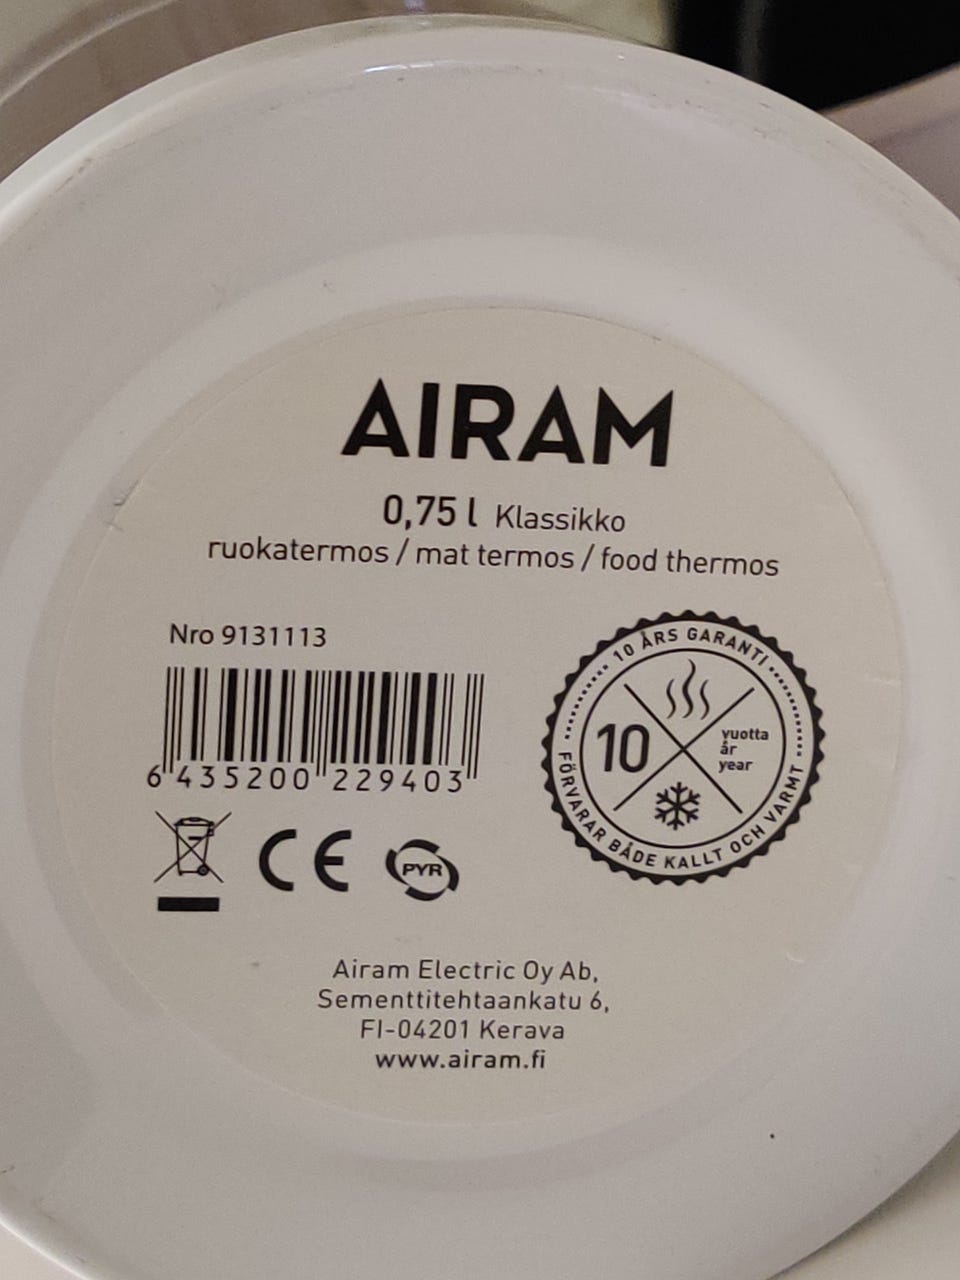 AIRAM
0,75 l Klassikko
ruokatermos / mat termos / food thermos
Nro 9131113
6 435200 229403
10 ÅRS GARANTI
10
vuotta
år
year
FÖRVARAR BÅDE KALLT OCH VARMT
CE
PYR
Airam Electric Oy Ab,
Sementtitehtaankatu 6,
FI-04201 Kerava
www.airam.fi